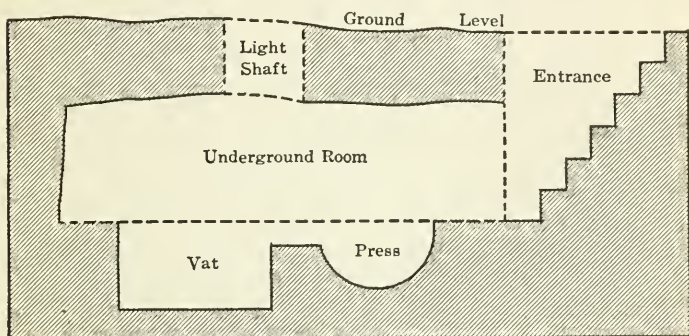 Ground Level
Light
Shaft
Entrance
Underground Room
Vat
Press